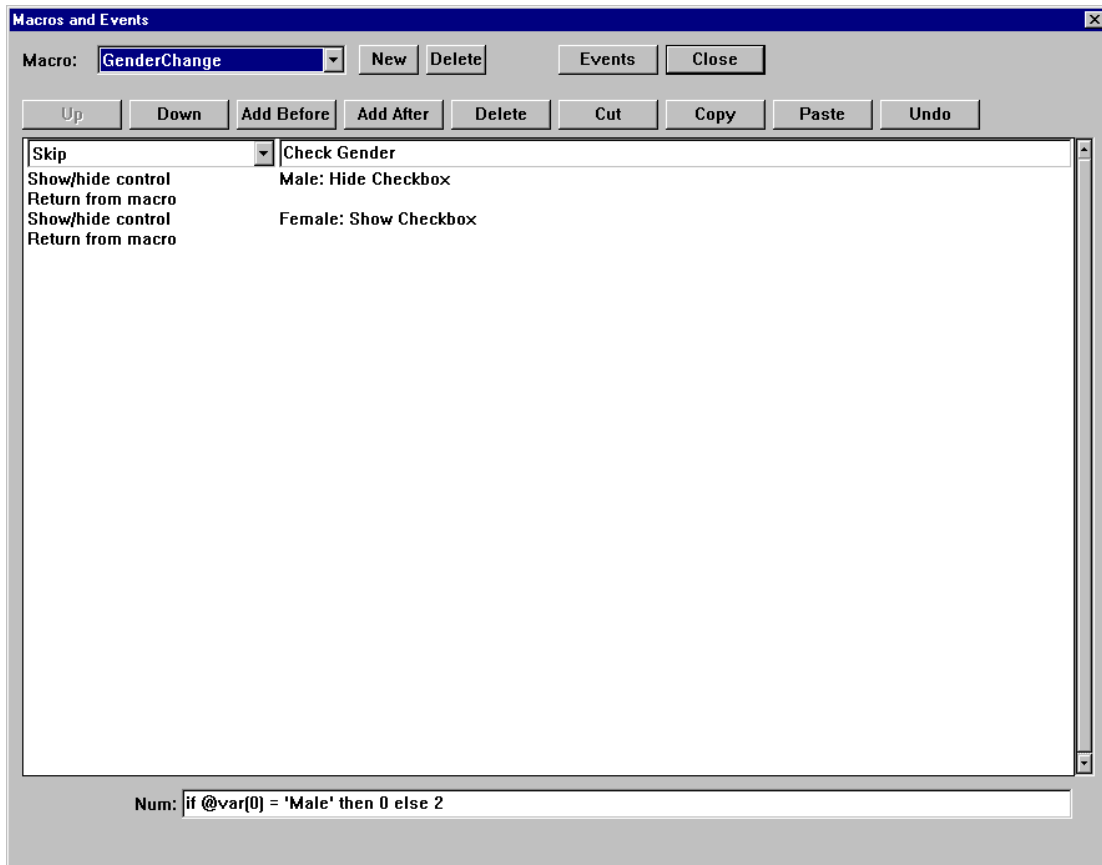 Macros and Events
Macro: GenderChange New Delete Events Close
Up Down Add Before Add After Delete Cut Copy Paste Undo
Skip Check Gender
Show/hide control Male: Hide Checkbox
Return from macro
Show/hide control Female: Show Checkbox
Return from macro
Num: if @var(0) = 'Male' then 0 else 2